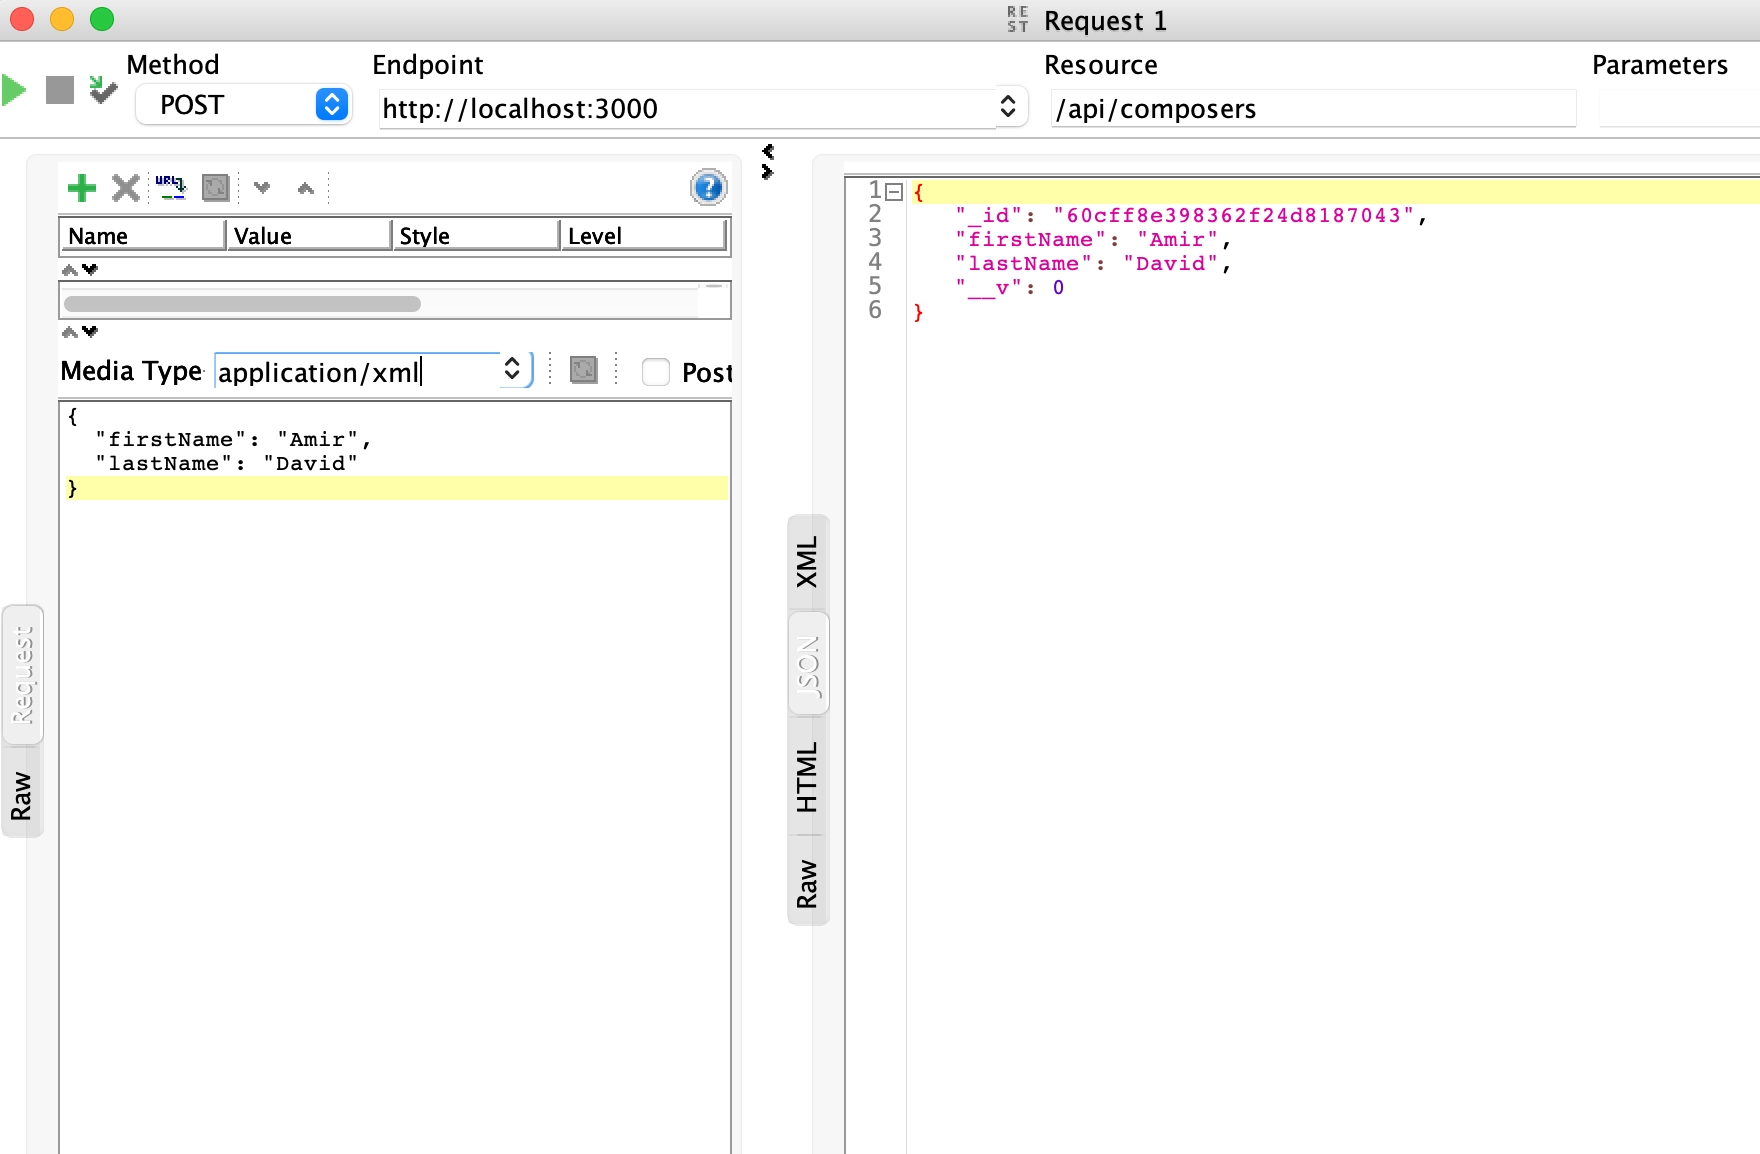 REST Request 1
Method
Endpoint
Resource
Parameters
POST
http://localhost:3000
/api/composers
URL
?
Name Value Style Level
Media Type application/xml Post
{
"firstName": "Amir",
"lastName": "David"
}
Request
Raw
XML
JSON
HTML
Raw
1 {
2 "_id": "60cff8e398362f24d8187043",
3 "firstName": "Amir",
4 "lastName": "David",
5 "__v": 0
6 }